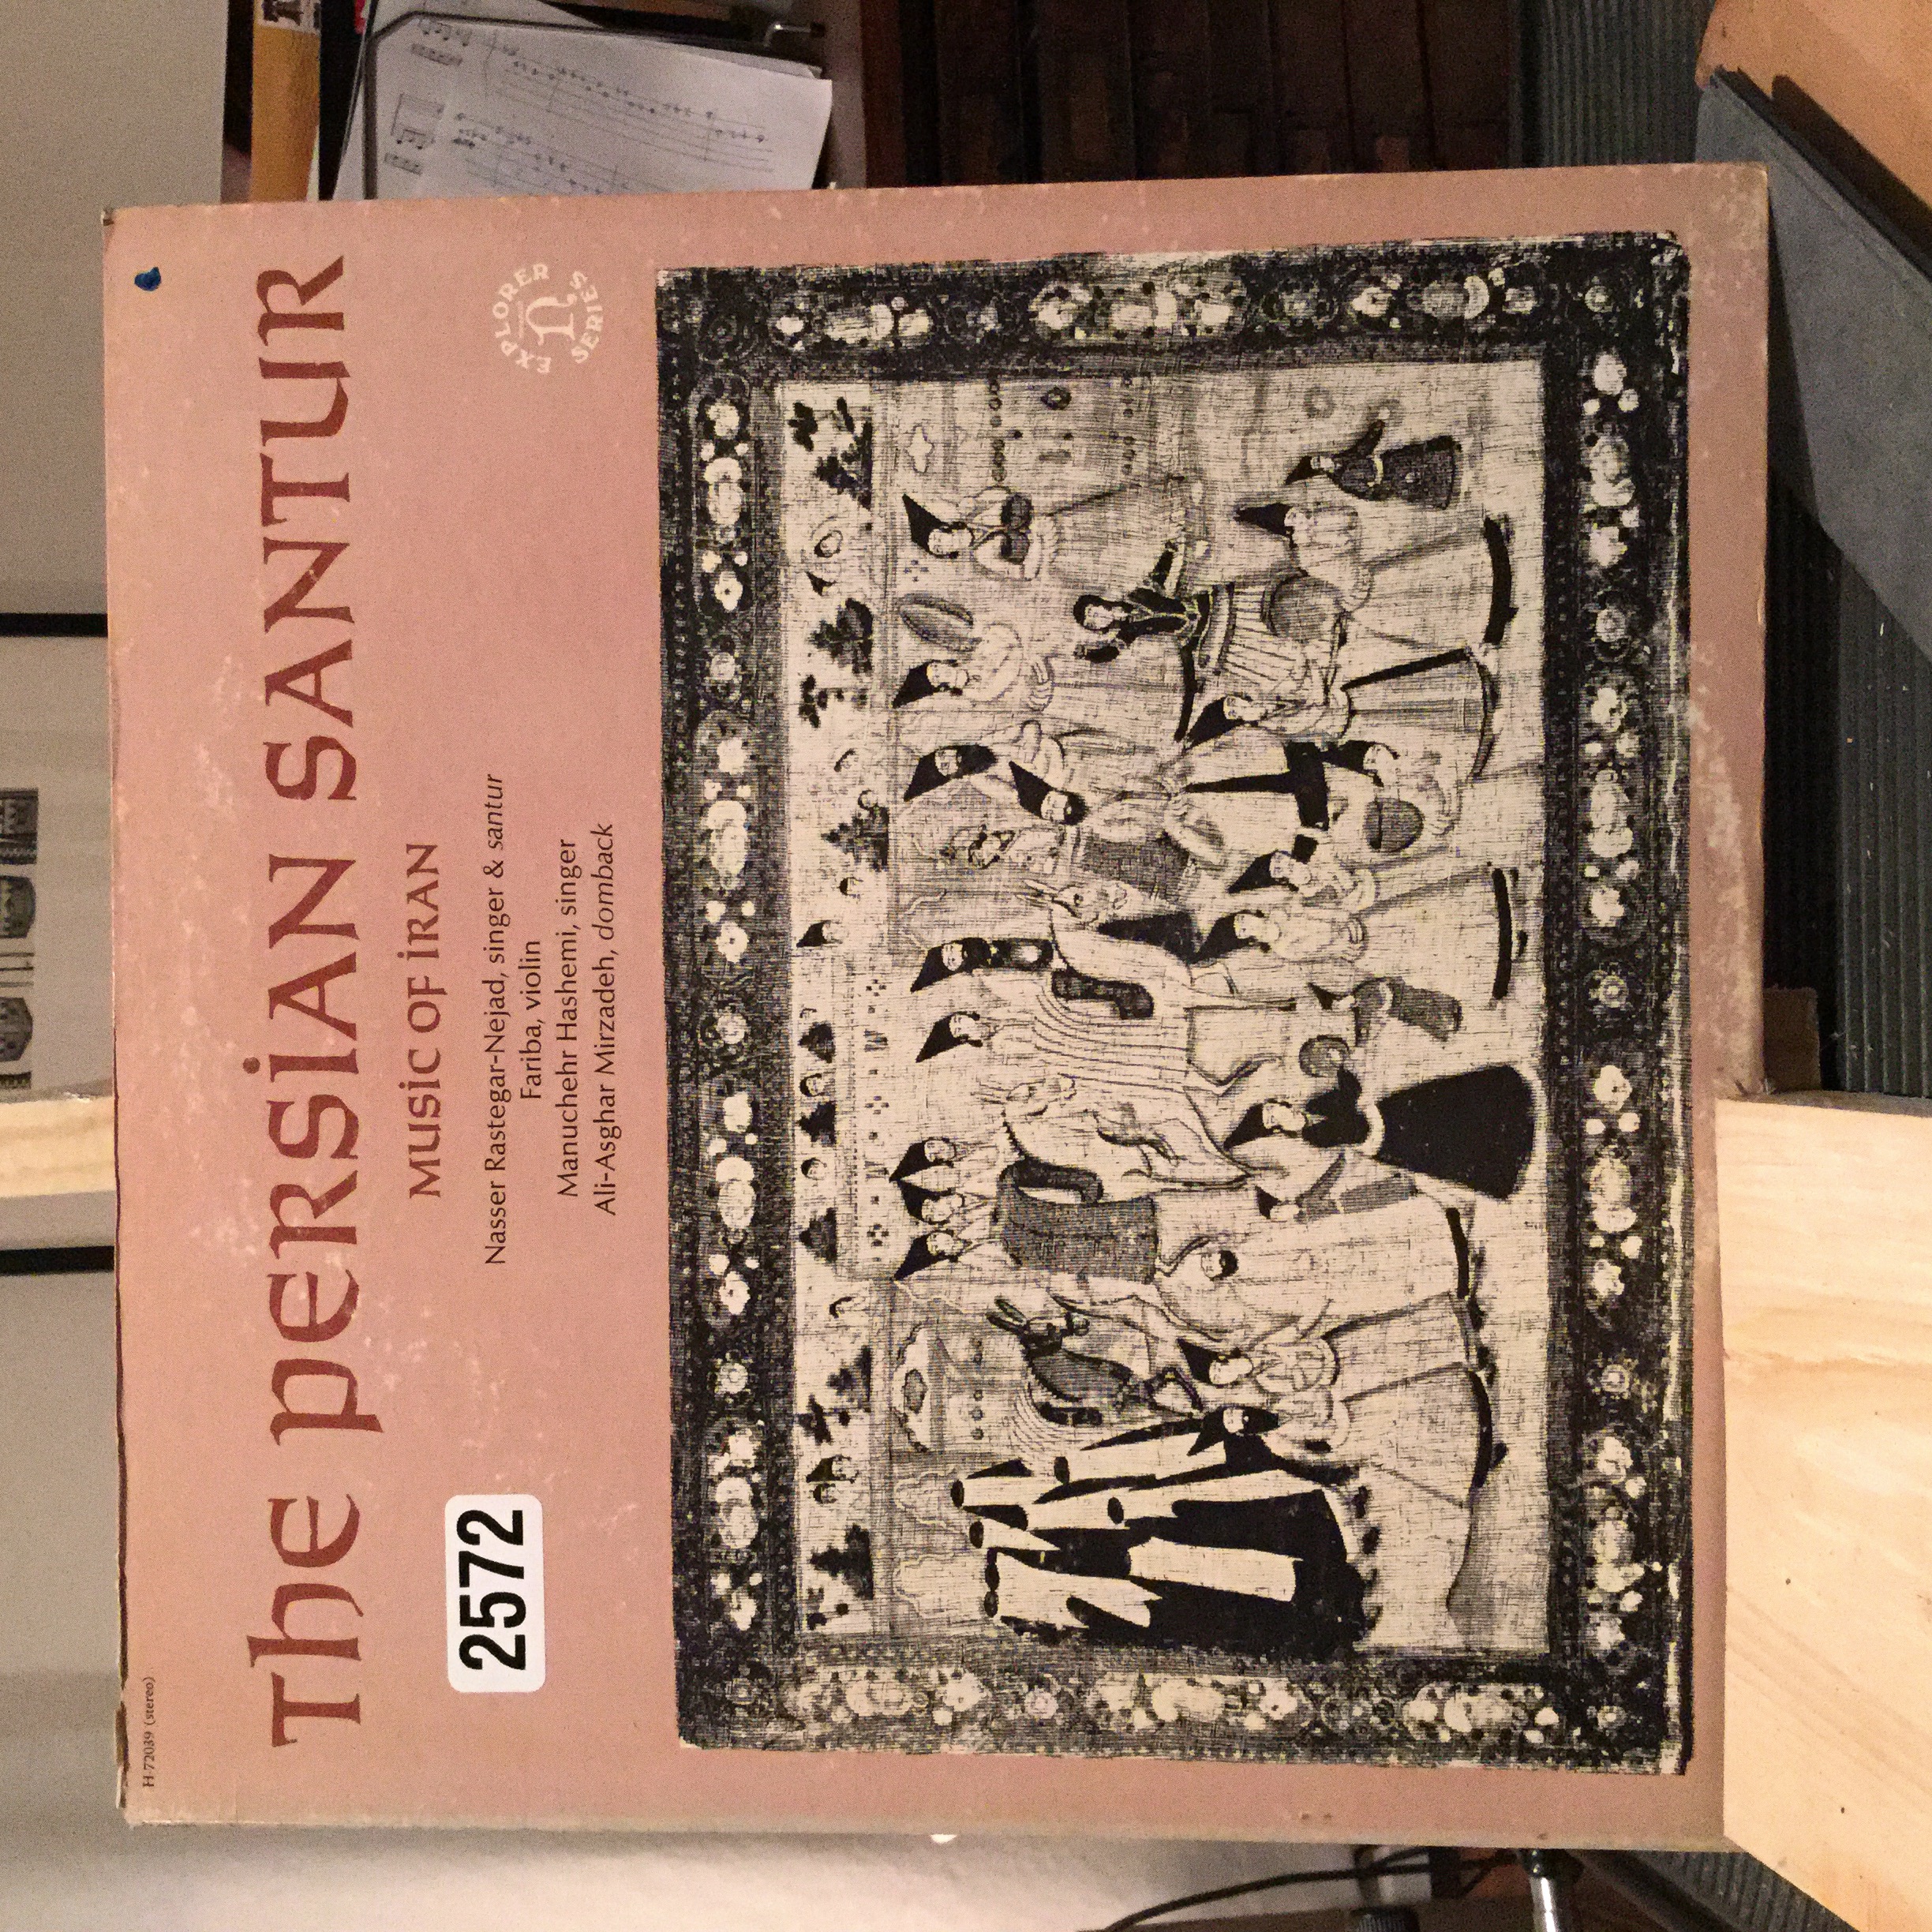 H-72039 (stereo)
The Persian Santur
MUSIC OF IRAN
2572
Nasser Rastegar-Nejad, singer & santur
Fariba, violin
Manuchehr Hashemi, singer
Ali-Asghar Mirzadeh, domback
EXPLORER
SERIES